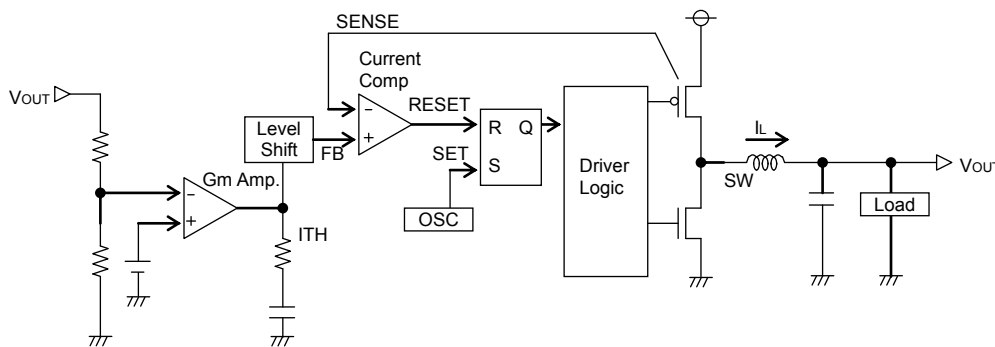 SENSE
Current
Comp
VOUT
RESET
Level
Shift
FB
R Q
S
SET
Gm Amp.
OSC
ITH
Driver
Logic
IL
SW
VOUT
Load
-
+
-
+